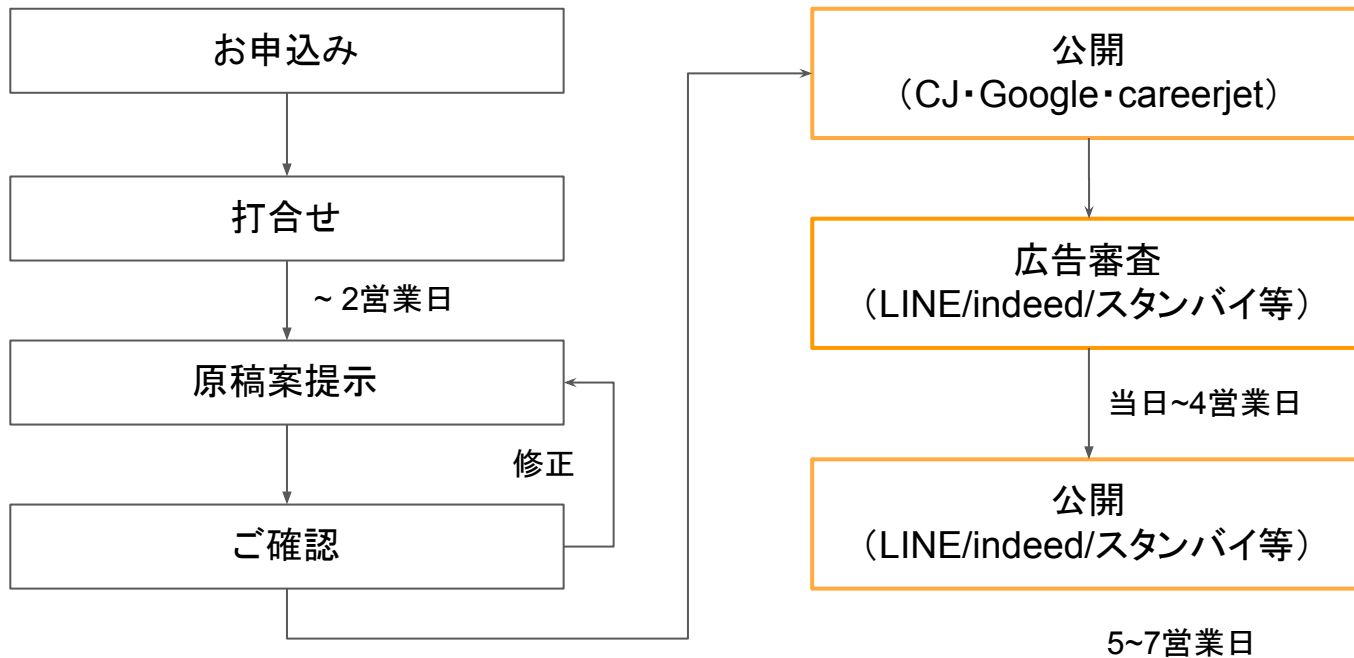 お申込み
打合せ
~ 2営業日
原稿案提示
修正
ご確認
公開
（CJ・Google・careerjet）
広告審査
（LINE/indeed/スタンバイ等）
当日~4営業日
公開
（LINE/indeed/スタンバイ等）
5~7営業日